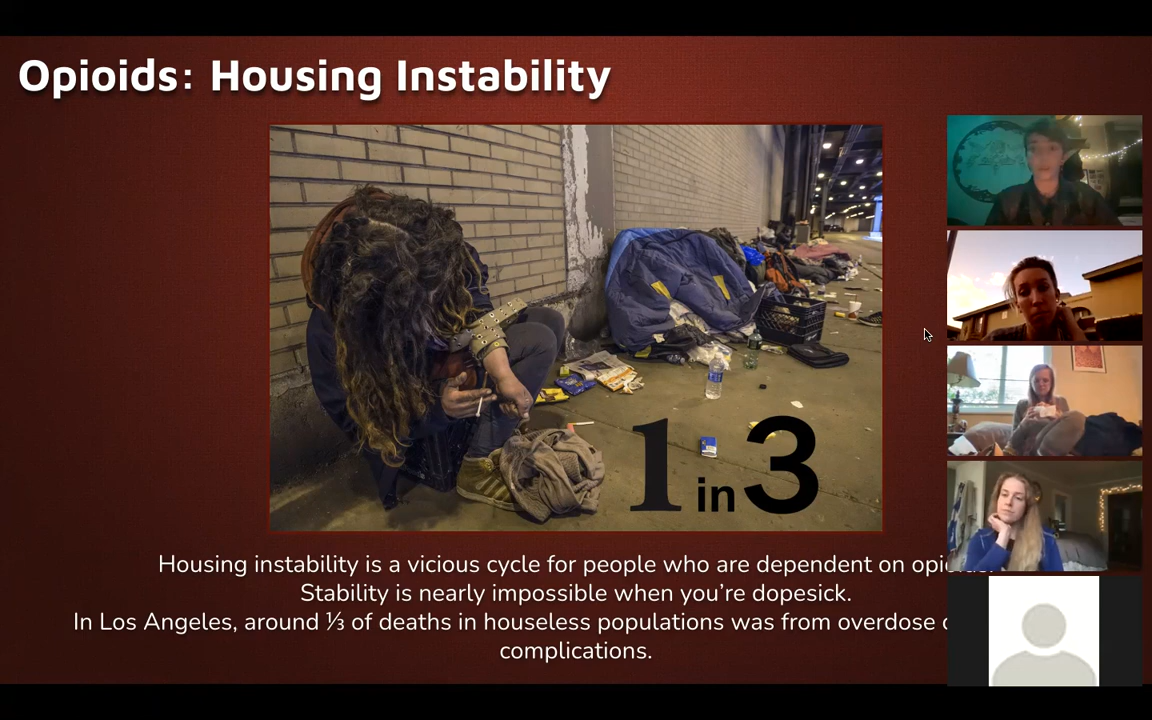 Opioids: Housing Instability
1 in 3
Housing instability is a vicious cycle for people who are dependent on
Stability is nearly impossible when you're dopesick.
In Los Angeles, around ⅓ of deaths in houseless populations was from overdose
complications.